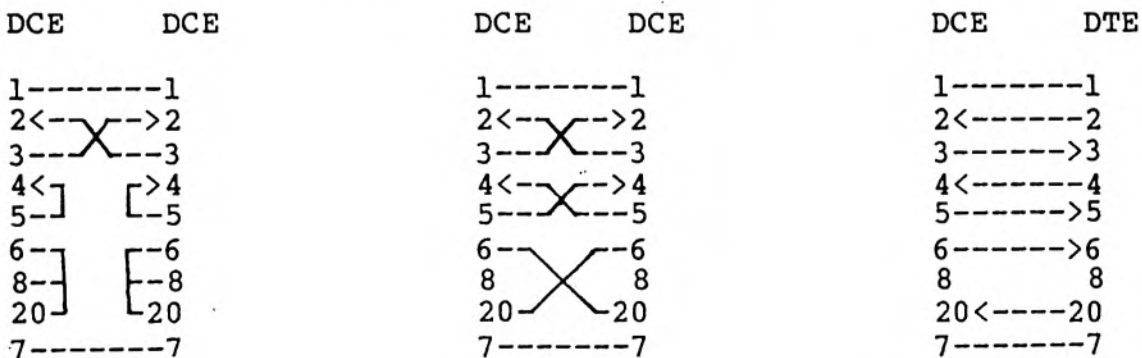 DCE DCE DCE DCE DCE DTE
1-------1 1-------1 1-------1
2<-- -->2 2<-- -->2 2<------2
3--- ---3 3--- ---3 3------>3
4< >4 4<- -->4 4<------4
5-- --5 5-- --5 5------>5
6-- --6 6-- --6 6------>6
8-- --8 8 8 8 8
20- -20 20- -20 20<----20
7-------7 7-------7 7-------7